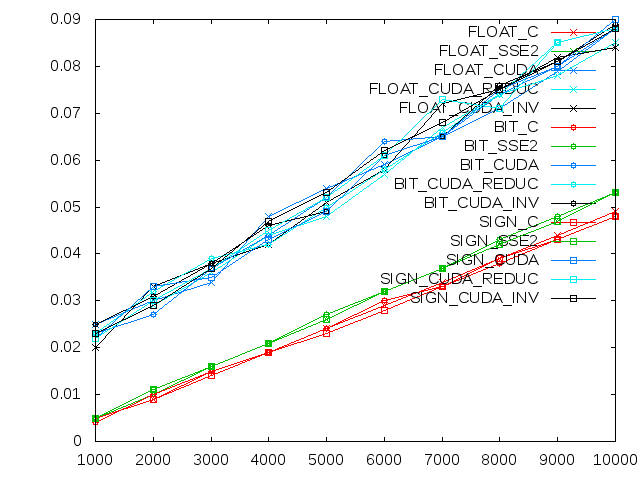 0.09
0.08
0.07
0.06
0.05
0.04
0.03
0.02
0.01
0
1000 2000 3000 4000 5000 6000 7000 8000 9000 10000
FLOAT_C
FLOAT_SSE2
FLOAT_CUDA
FLOAT_CUDA_REDUC
FLOAT_CUDA_INV
BIT_C
BIT_SSE2
BIT_CUDA
BIT_CUDA_REDUC
BIT_CUDA_INV
SIGN_C
SIGN_SSE2
SIGN_CUDA
SIGN_CUDA_REDUC
SIGN_CUDA_INV